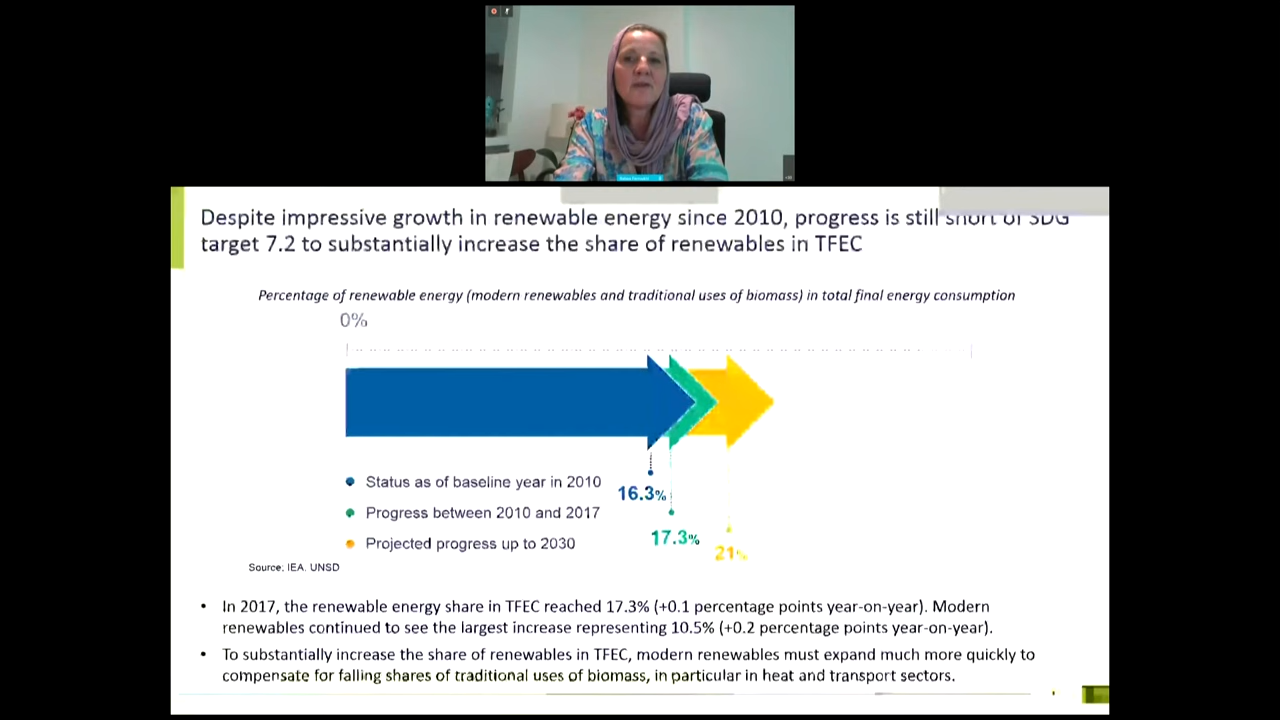 Despite impressive growth in renewable energy since 2010, progress is still short of SDG
target 7.2 to substantially increase the share of renewables in TFEC
Percentage of renewable energy (modern renewables and traditional uses of biomass) in total final energy consumption
0%
Status as of baseline year in 2010
16.3%
Progress between 2010 and 2017
17.3%
Projected progress up to 2030
21%
Source: IEA, UNSD
• In 2017, the renewable energy share in TFEC reached 17.3% (+0.1 percentage points year-on-year). Modern
renewables continued to see the largest increase representing 10.5% (+0.2 percentage points year-on-year).
• To substantially increase the share of renewables in TFEC, modern renewables must expand much more quickly to
compensate for falling shares of traditional uses of biomass, in particular in heat and transport sectors.